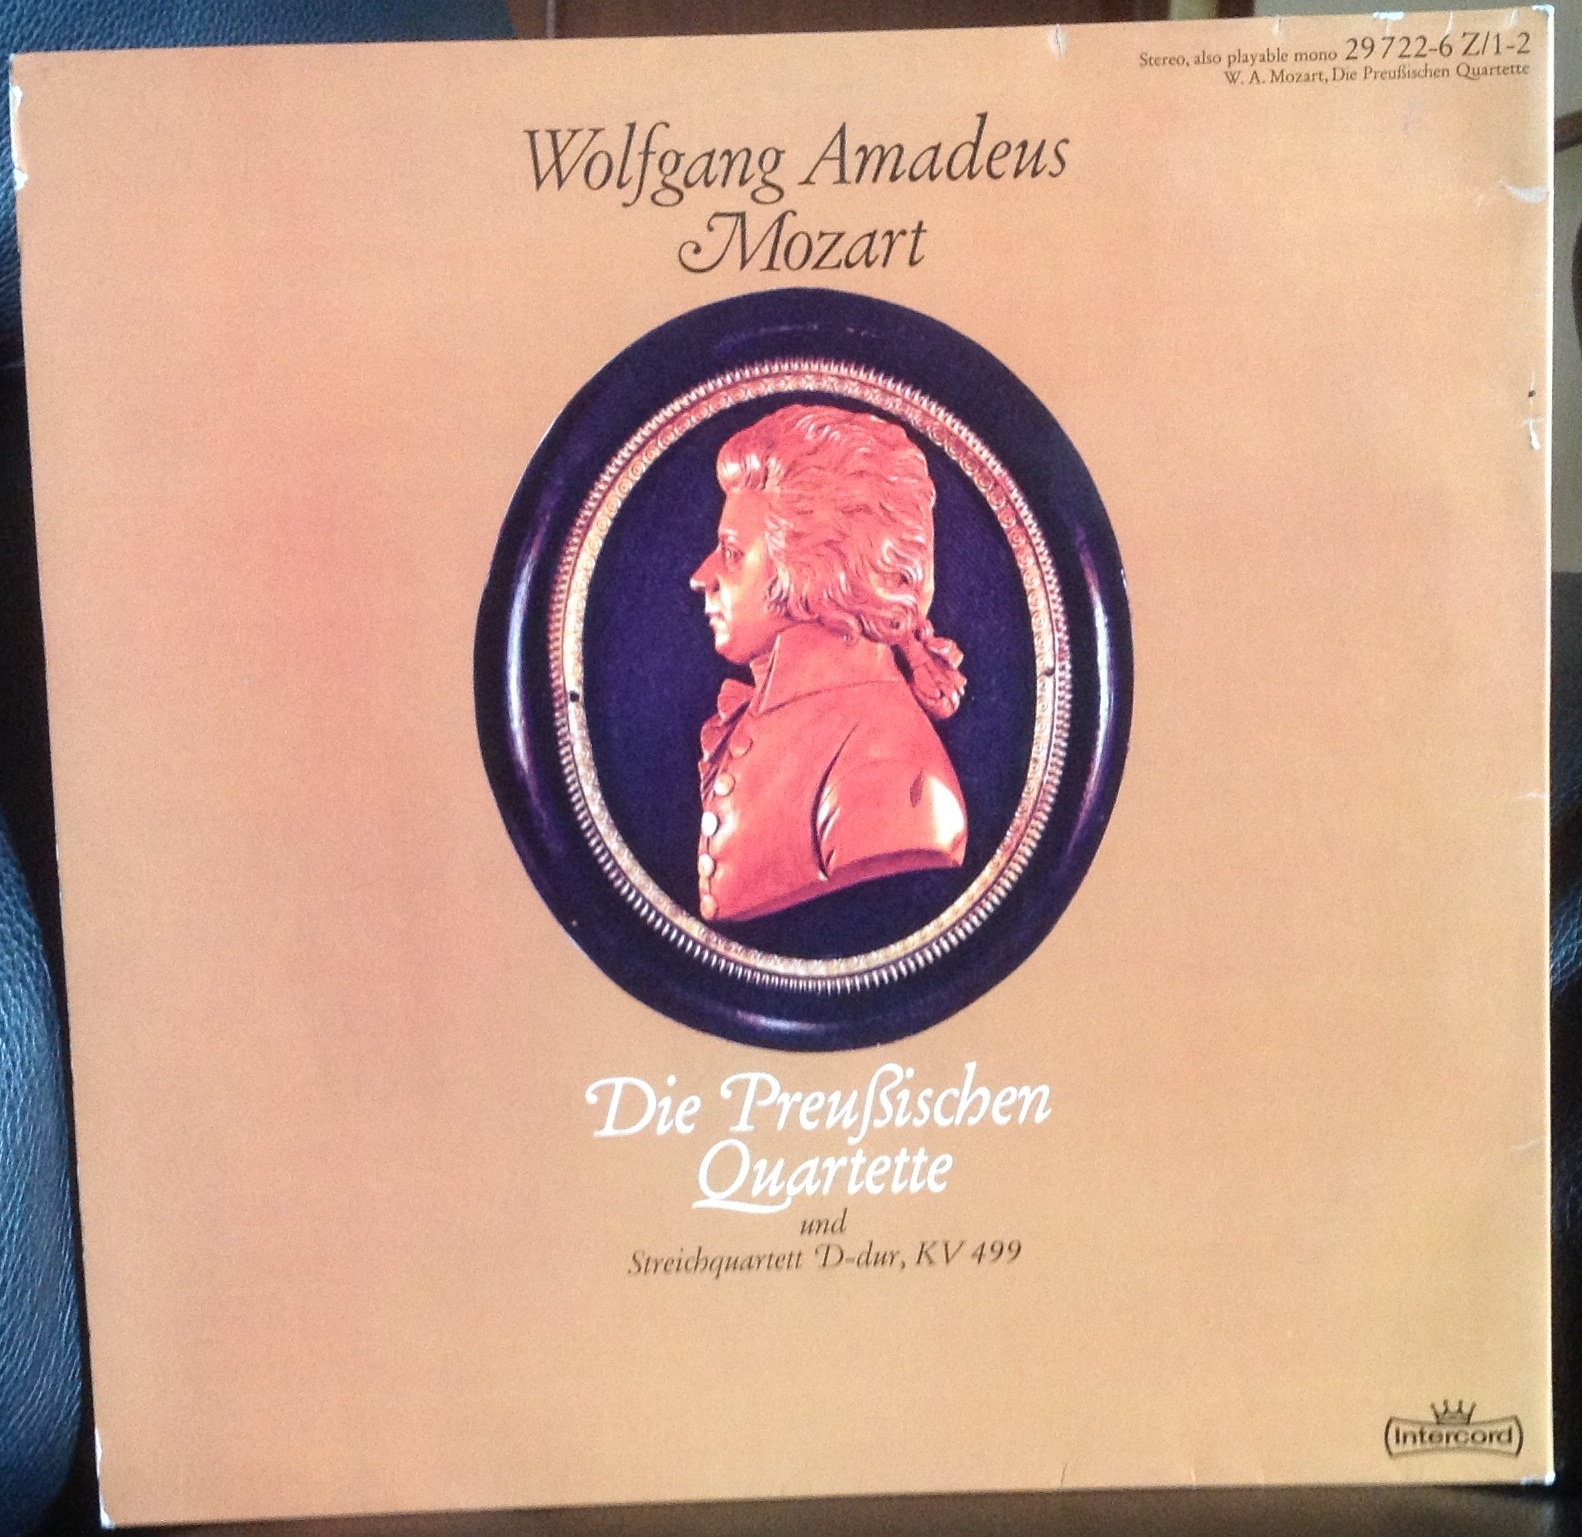 Stereo, also playable mono 29 722-6 Z/1-2
W. A. Mozart, Die Preußischen Quartette
Wolfgang Amadeus
Mozart
Die Preußischen
Quartette
und
Streichquartett D-dur, KV 499
Intercord